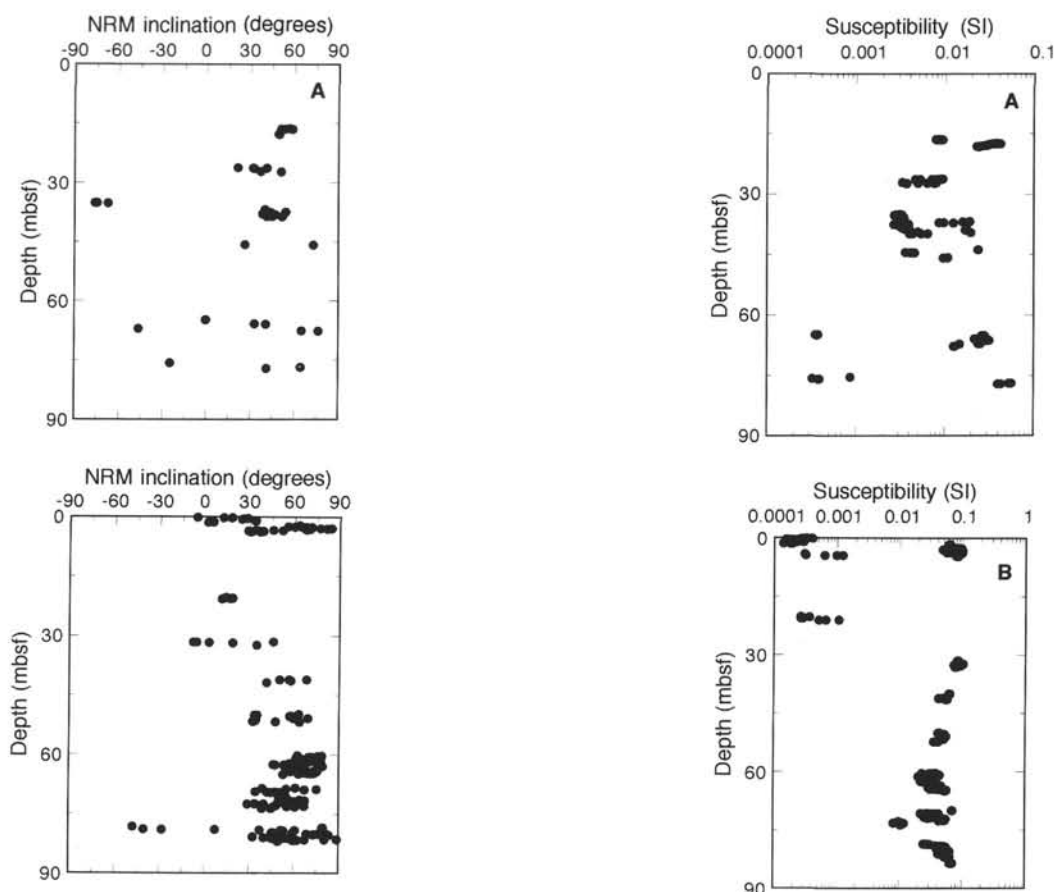 NRM inclination (degrees)
-90 -60 -30 0 30 60 90
0
30
60
90
Depth (mbsf)
A
Susceptibility (SI)
0.0001 0.001 0.01 0.1
0
30
60
90
Depth (mbsf)
A
NRM inclination (degrees)
-90 -60 -30 0 30 60 90
0
30
60
90
Depth (mbsf)
Susceptibility (SI)
0.0001 0.001 0.01 0.1 1
0
30
60
90
Depth (mbsf)
B